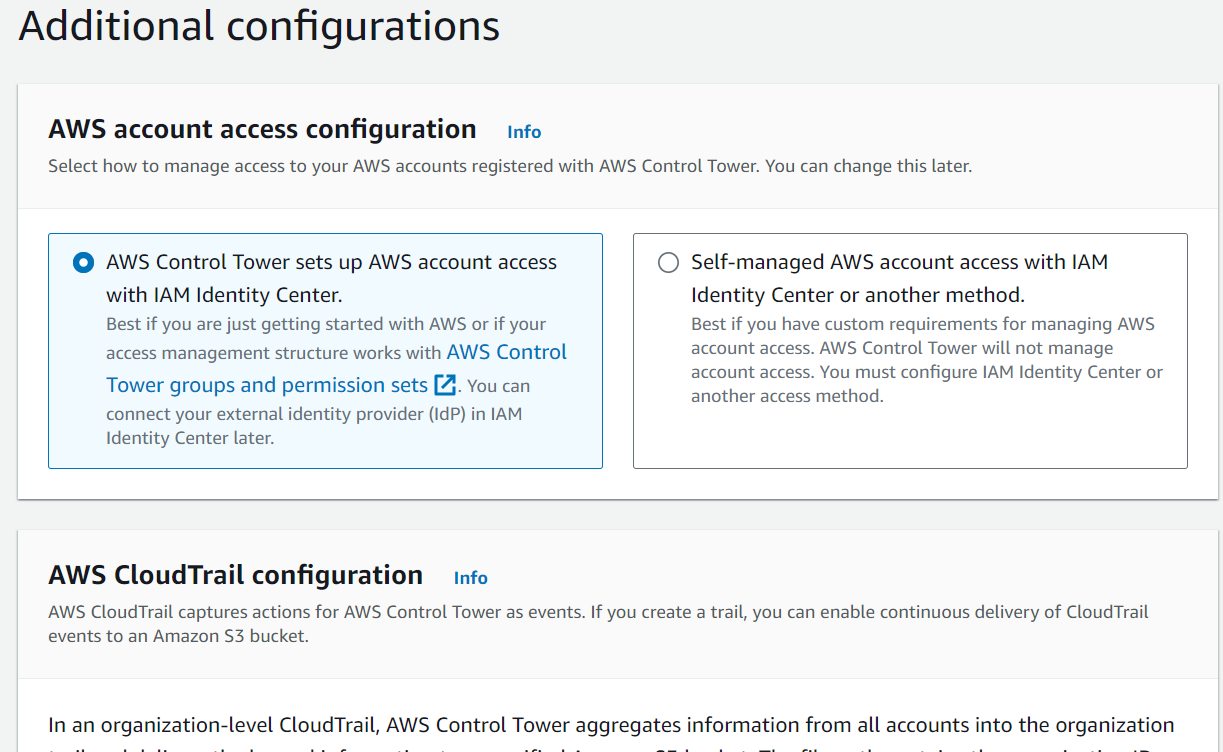 Additional configurations
AWS account access configuration Info
Select how to manage access to your AWS accounts registered with AWS Control Tower. You can change this later.
AWS Control Tower sets up AWS account access
with IAM Identity Center.
Best if you are just getting started with AWS or if your
access management structure works with AWS Control
Tower groups and permission sets. You can
connect your external identity provider (IdP) in IAM
Identity Center later.
Self-managed AWS account access with IAM
Identity Center or another method.
Best if you have custom requirements for managing AWS
account access. AWS Control Tower will not manage
account access. You must configure IAM Identity Center or
another access method.
AWS CloudTrail configuration Info
AWS CloudTrail captures actions for AWS Control Tower as events. If you create a trail, you can enable continuous delivery of CloudTrail
events to an Amazon S3 bucket.
In an organization-level CloudTrail, AWS Control Tower aggregates information from all accounts into the organization